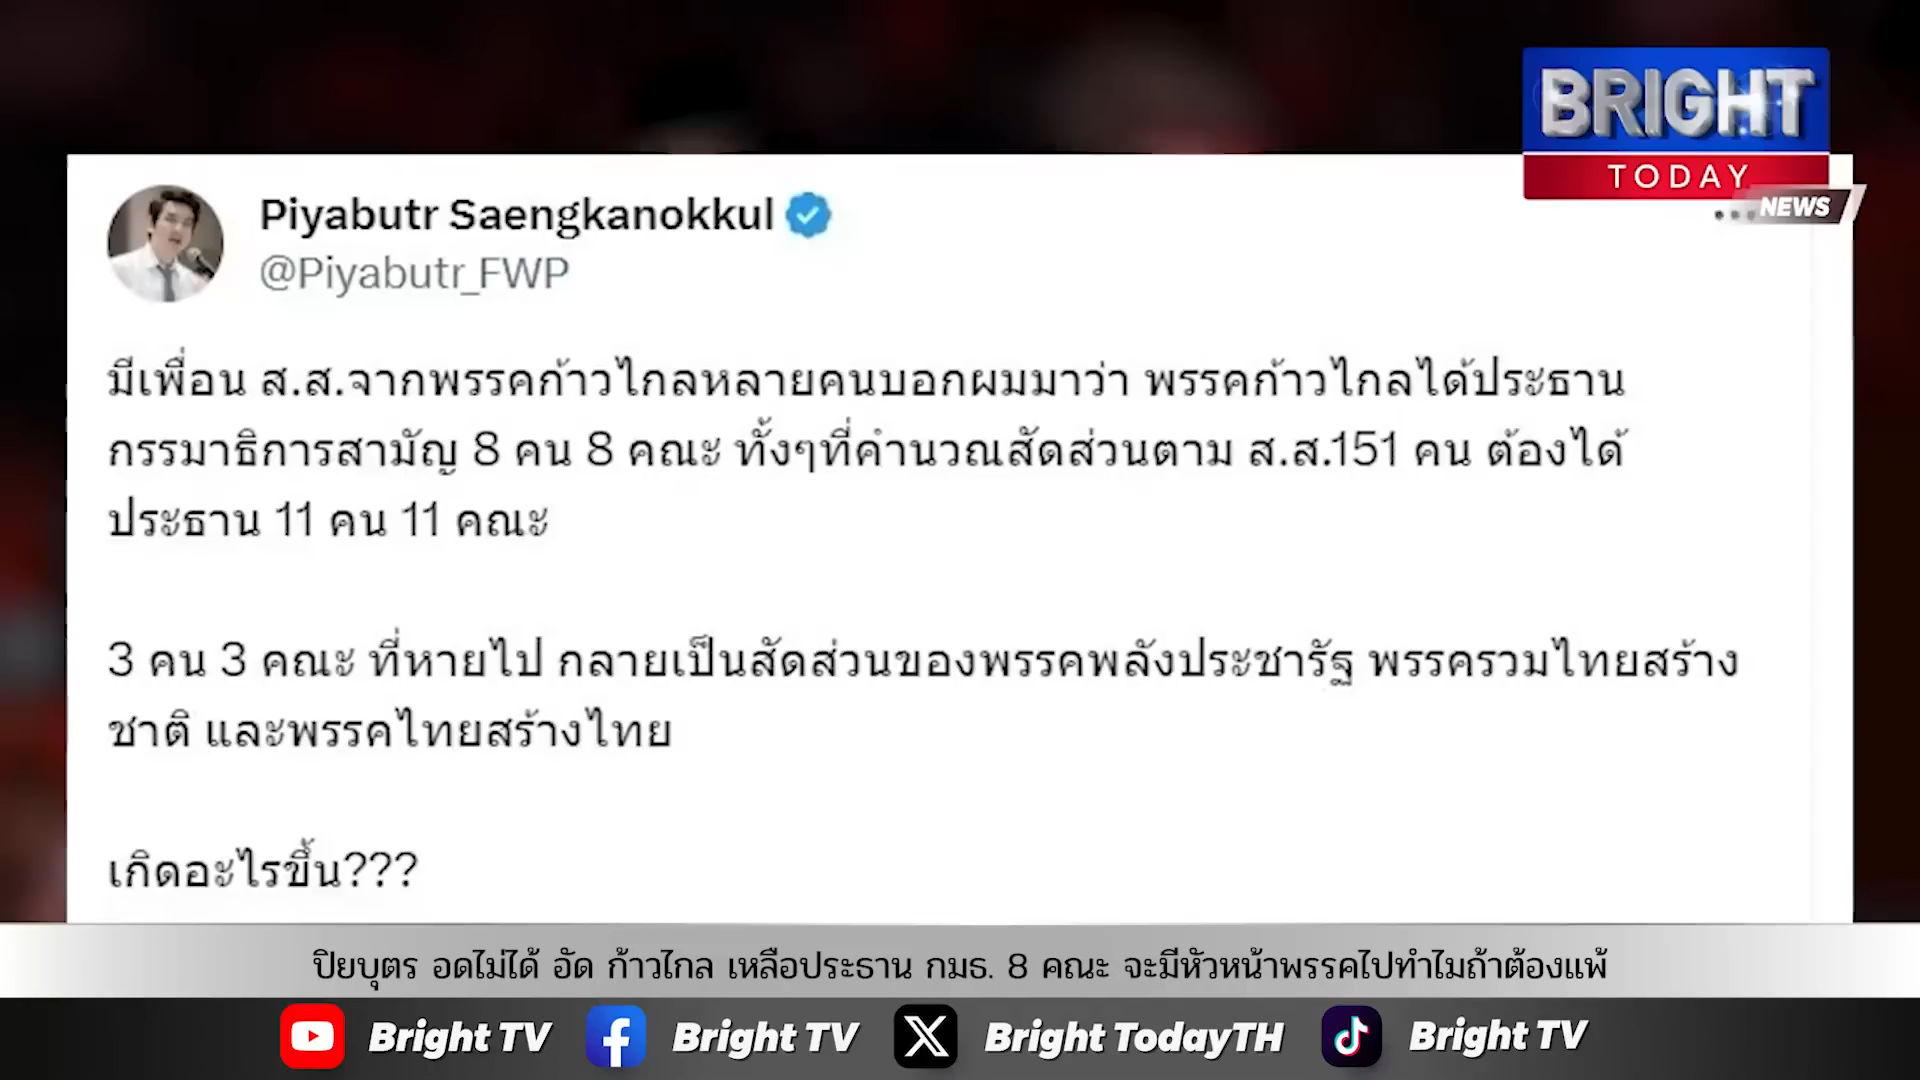 BRIGHT
TODAY
NEWS
Piyabutr Saengkanokkul
@Piyabutr_FWP
มีเพื่อน ส.ส.จากพรรคก้าวไกลหลายคนบอกผมมาว่า พรรคก้าวไกลได้ประธาน
กรรมาธิการสามัญ 8 คน 8 คณะ ทั้งๆที่คำนวณสัดส่วนตาม ส.ส.151 คน ต้องได้
ประธาน 11 คน 11 คณะ
3 คน 3 คณะ ที่หายไป กลายเป็นสัดส่วนของพรรคพลังประชารัฐ พรรครวมไทยสร้าง
ชาติ และพรรคไทยสร้างไทย
เกิดอะไรขึ้น???
ปิยบุตร อดไม่ได้ อัด ก้าวไกล เหลือประธาน กมธ. 8 คณะ จะมีหัวหน้าพรรคไปทำไมถ้าต้องแพ้
Bright TV Bright TV Bright TodayTH Bright TV